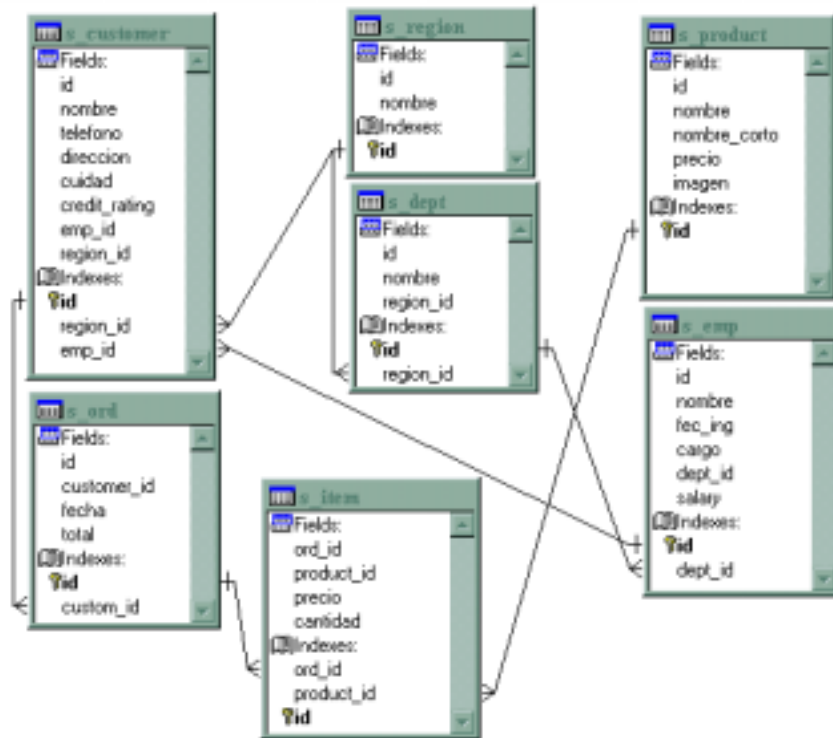 s_customer
Fields:
id
nombre
telefono
direccion
cuidad
credit_rating
emp_id
region_id
Indexes:
id
region_id
emp_id
s_region
Fields:
id
nombre
Indexes:
id
s_product
Fields:
id
nombre
nombre_corto
precio
imagen
Indexes:
id
s_dept
Fields:
id
nombre
region_id
Indexes:
id
region_id
s_emp
Fields:
id
nombre
fec_ing
cargo
dept_id
salary
Indexes:
id
dept_id
s_ord
Fields:
id
customer_id
fecha
total
Indexes:
id
custom_id
s_item
Fields:
ord_id
product_id
precio
cantidad
Indexes:
ord_id
product_id
id